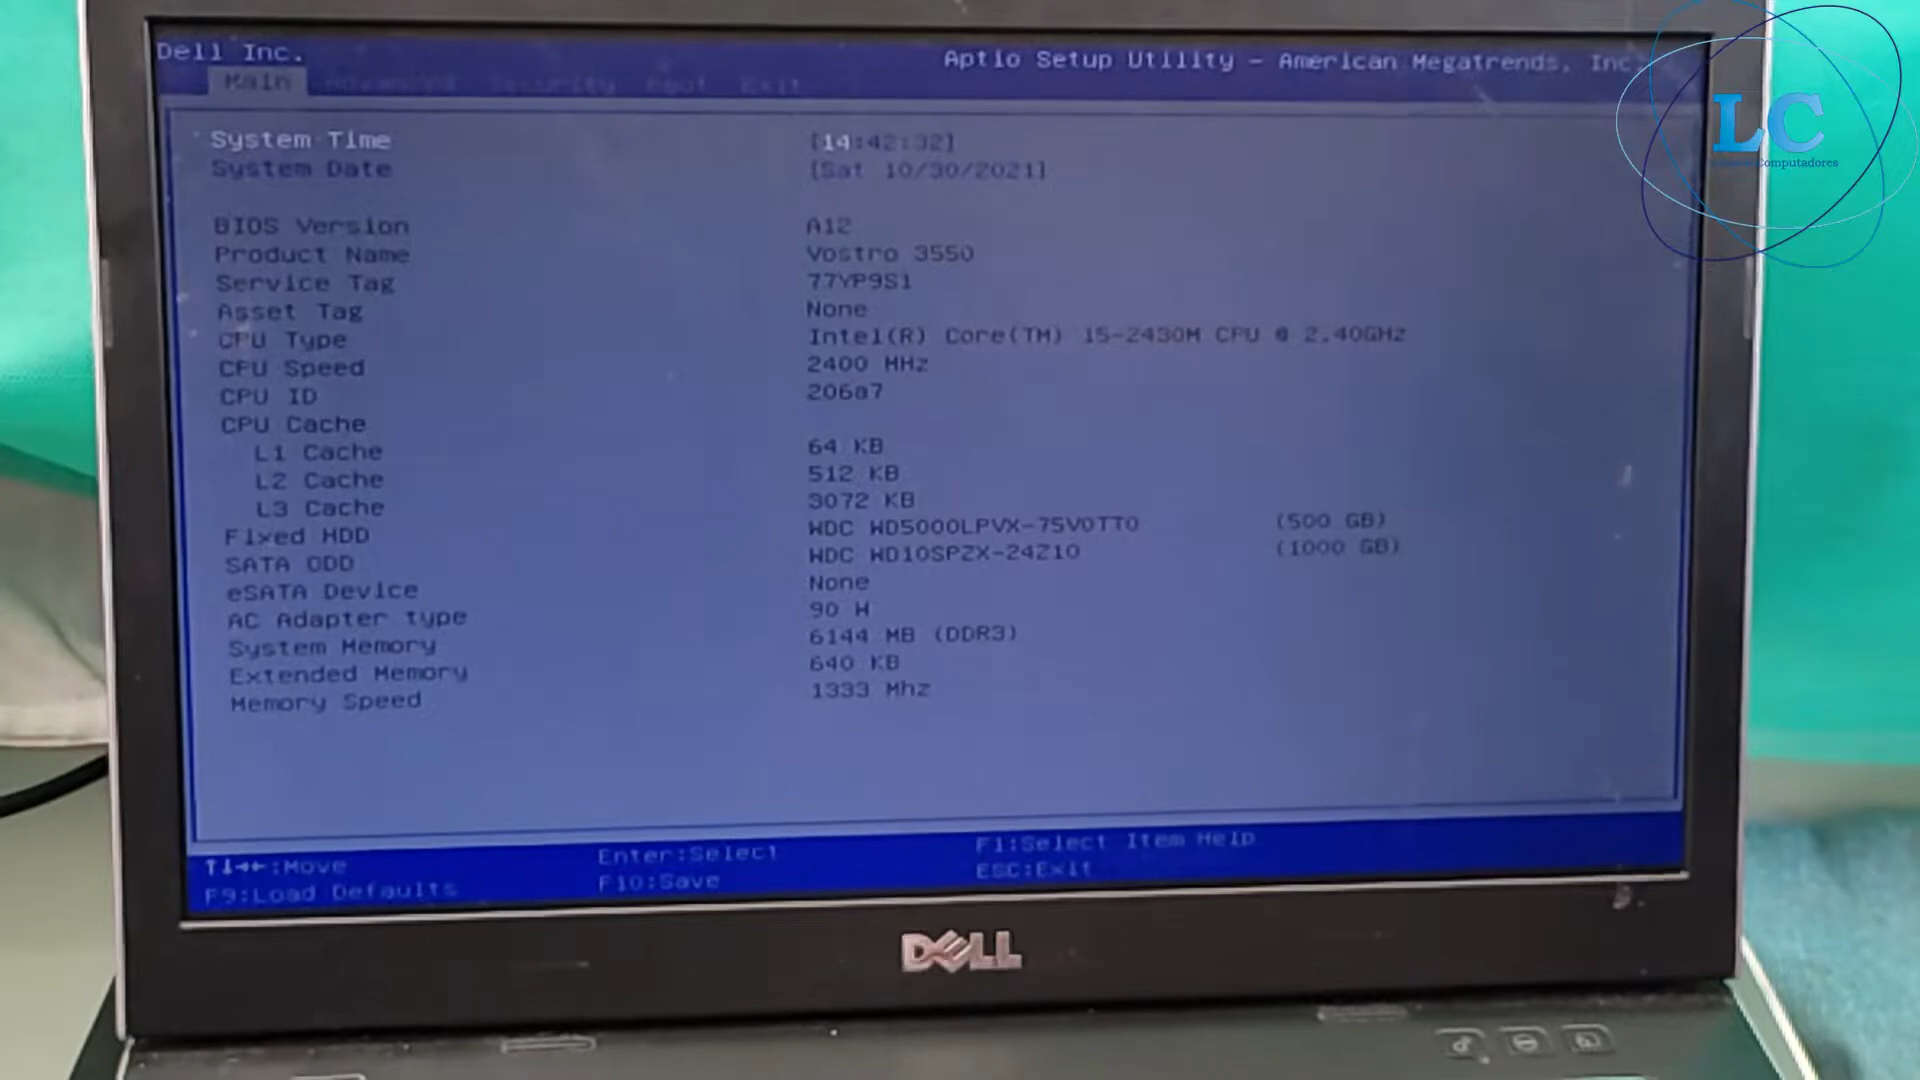 Dell Inc.
Aptio Setup Utility - American Megatrends, Inc.
Main Advanced Security Boot Exit
System Time [14:42:32]
System Date [Sat 10/30/2021]
BIOS Version A12
Product Name Vostro 3550
Service Tag 77YP9S1
Asset Tag None
CPU Type Intel(R) Core(TM) i5-2430M CPU @ 2.40GHz
CPU Speed 2400 MHz
CPU ID 206a7
CPU Cache
L1 Cache 64 KB
L2 Cache 512 KB
L3 Cache 3072 KB
Fixed HDD WDC WD5000LPVX-75V0TT0 (500 GB)
SATA ODD WDC WD10SPZX-24Z10 (1000 GB)
eSATA Device None
AC Adapter type 90 W
System Memory 6144 MB (DDR3)
Extended Memory 640 KB
Memory Speed 1333 Mhz
↑↓→←:Move Enter:Select F1:Select Item Help
F9:Load Defaults F10:Save ESC:Exit
DELL
LC
Computadores